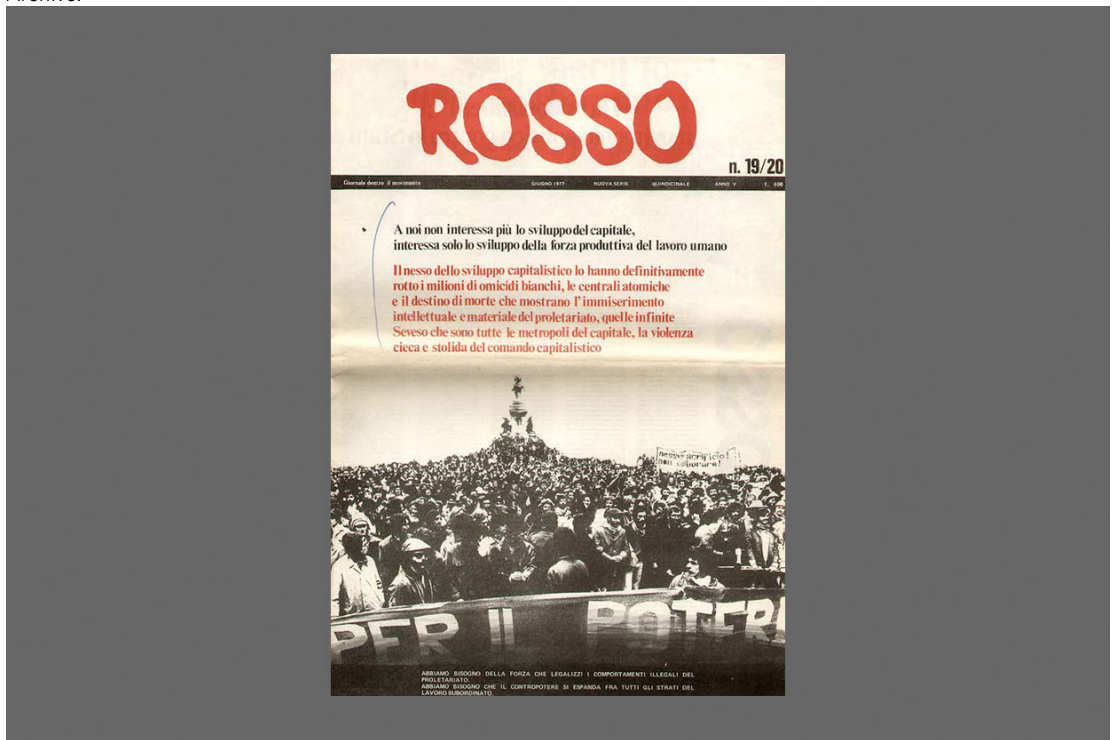 ROSSO
n. 19/20
Giornale dentro il movimento GIUGNO 1977 NUOVA SERIE QUINDICINALE ANNO V L. 400
A noi non interessa più lo sviluppo del capitale,
interessa solo lo sviluppo della forza produttiva del lavoro umano
Il nesso dello sviluppo capitalistico lo hanno definitivamente
rotto i milioni di omicidi bianchi, le centrali atomiche
e il destino di morte che mostrano l'immiserimento
intellettuale e materiale del proletariato, quelle infinite
Seveso che sono tutte le metropoli del capitale, la violenza
cieca e stolida del comando capitalistico
sacrificio!
non
PER IL POTER
ABBIAMO BISOGNO DELLA FORZA CHE LEGALIZZI I COMPORTAMENTI ILLEGALI DEL
PROLETARIATO.
ABBIAMO BISOGNO CHE IL CONTROPOTERE SI ESPANDA FRA TUTTI GLI STRATI DEL
LAVORO SUBORDINATO.